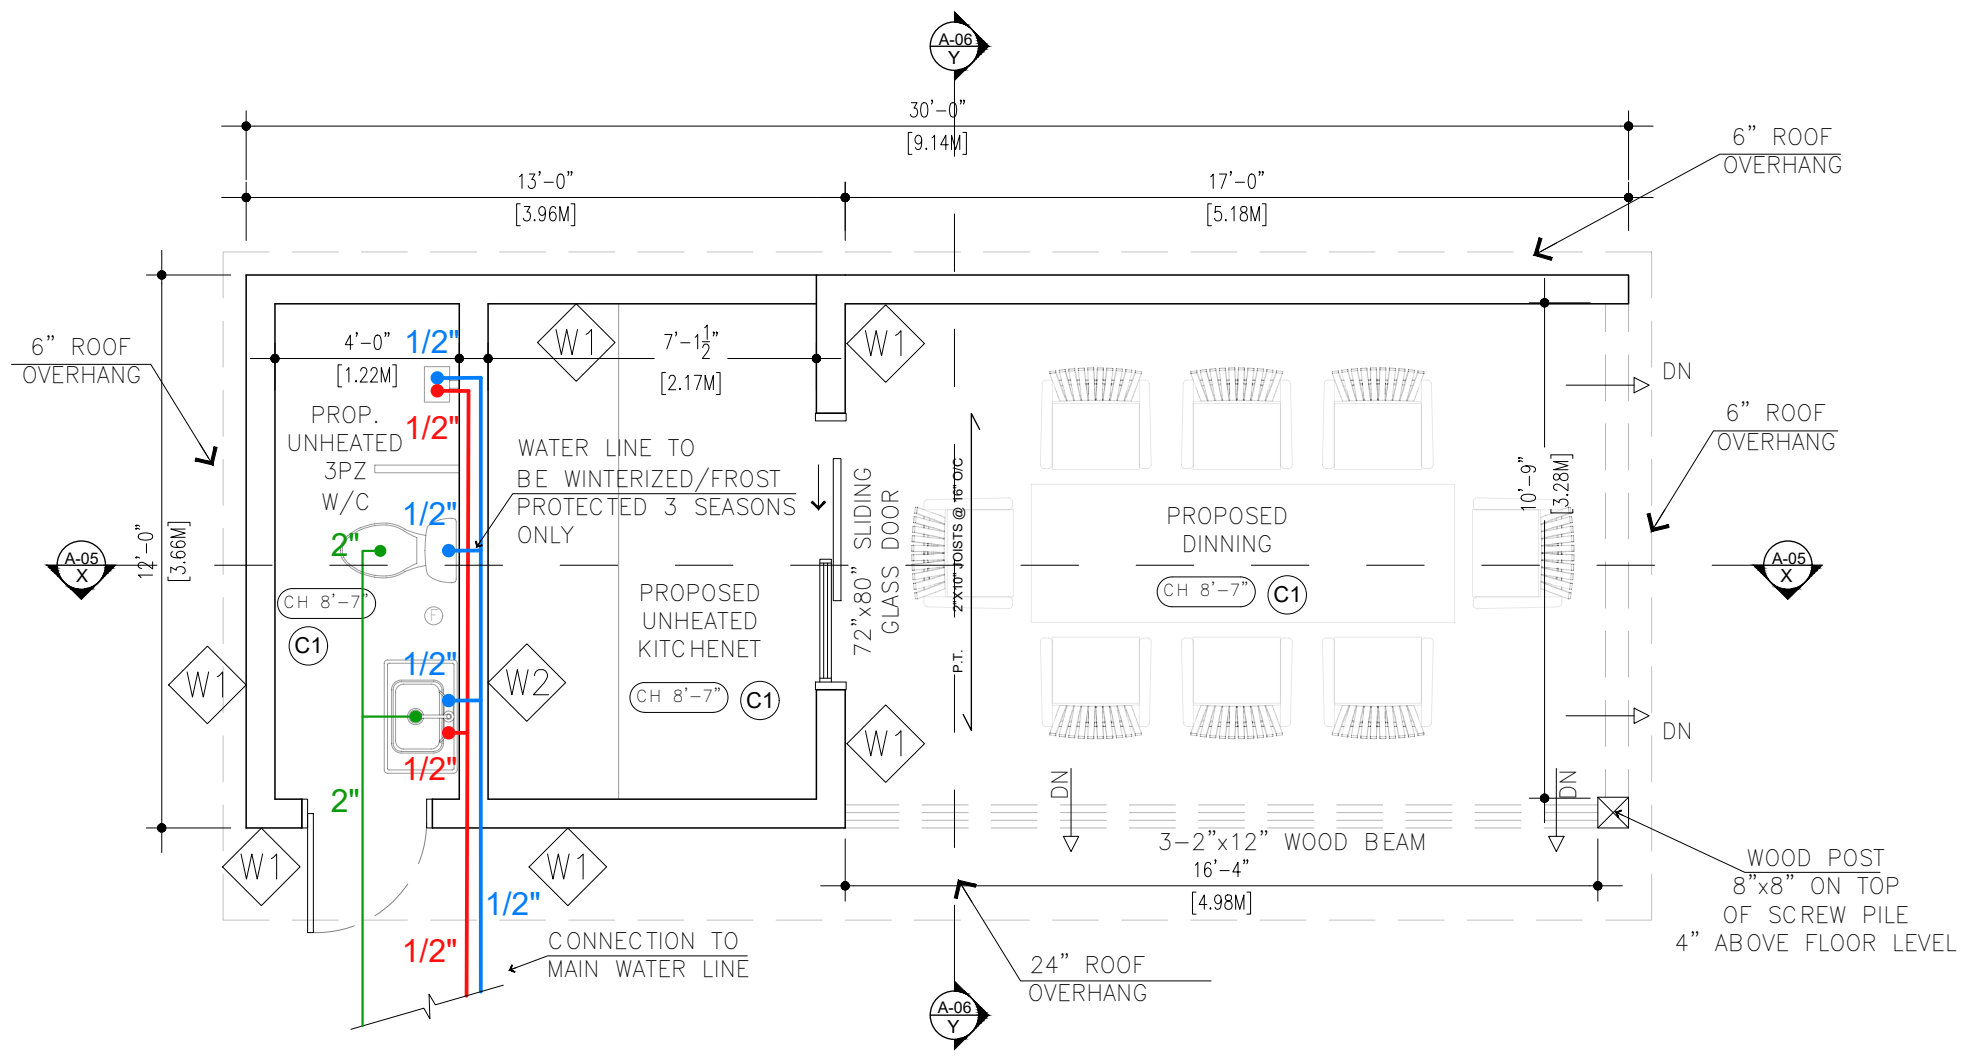 A-06
Y
30'-0"
[9.14M]
6" ROOF
OVERHANG
13'-0"
[3.96M]
17'-0"
[5.18M]
6" ROOF
OVERHANG
4'-0"
[1.22M]
1/2"
1/2"
W1
7'-1 1/2"
[2.17M]
W1
DN
6" ROOF
OVERHANG
PROP.
UNHEATED
3PZ
W/C
WATER LINE TO
BE WINTERIZED/FROST
PROTECTED 3 SEASONS
ONLY
1/2"
2"
72"x80" SLIDING
GLASS DOOR
P.T. 2"X10" JOISTS @ 16" O/C
PROPOSED
DINNING
CH 8'-7"
C1
10'-9"
[3.28M]
A-05
X
12'-0"
[3.66M]
A-05
X
CH 8'-7"
C1
F
PROPOSED
UNHEATED
KITCHENET
CH 8'-7"
C1
W1
1/2"
W2
1/2"
2"
W1
DN
DN
DN
3-2"x12" WOOD BEAM
16'-4"
[4.98M]
W1
W1
1/2"
1/2"
CONNECTION TO
MAIN WATER LINE
24" ROOF
OVERHANG
WOOD POST
8"x8" ON TOP
OF SCREW PILE
4" ABOVE FLOOR LEVEL
A-06
Y